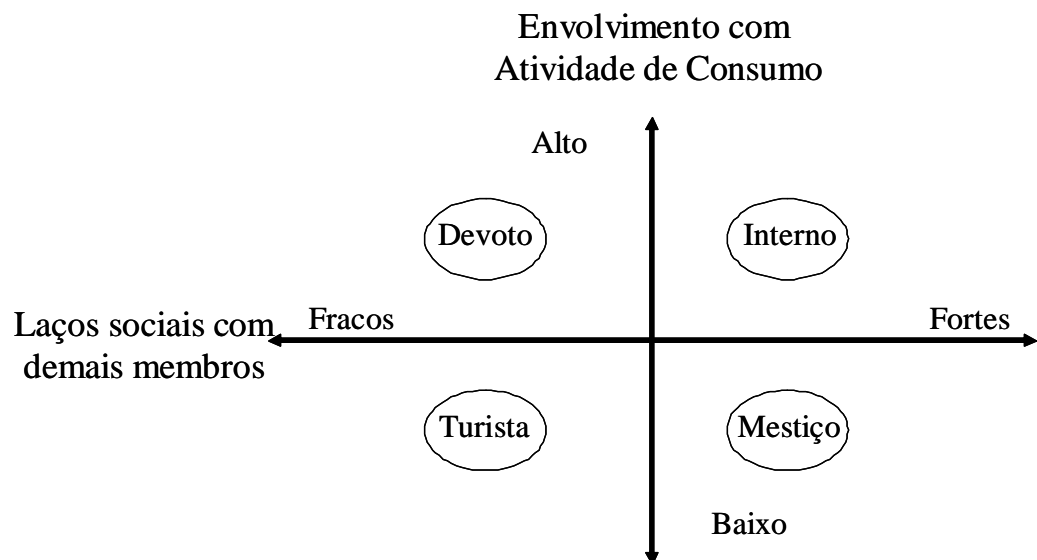 Envolvimento com
Atividade de Consumo
Alto
Devoto
Interno
Laços sociais com
demais membros
Fracos
Fortes
Turista
Mestiço
Baixo